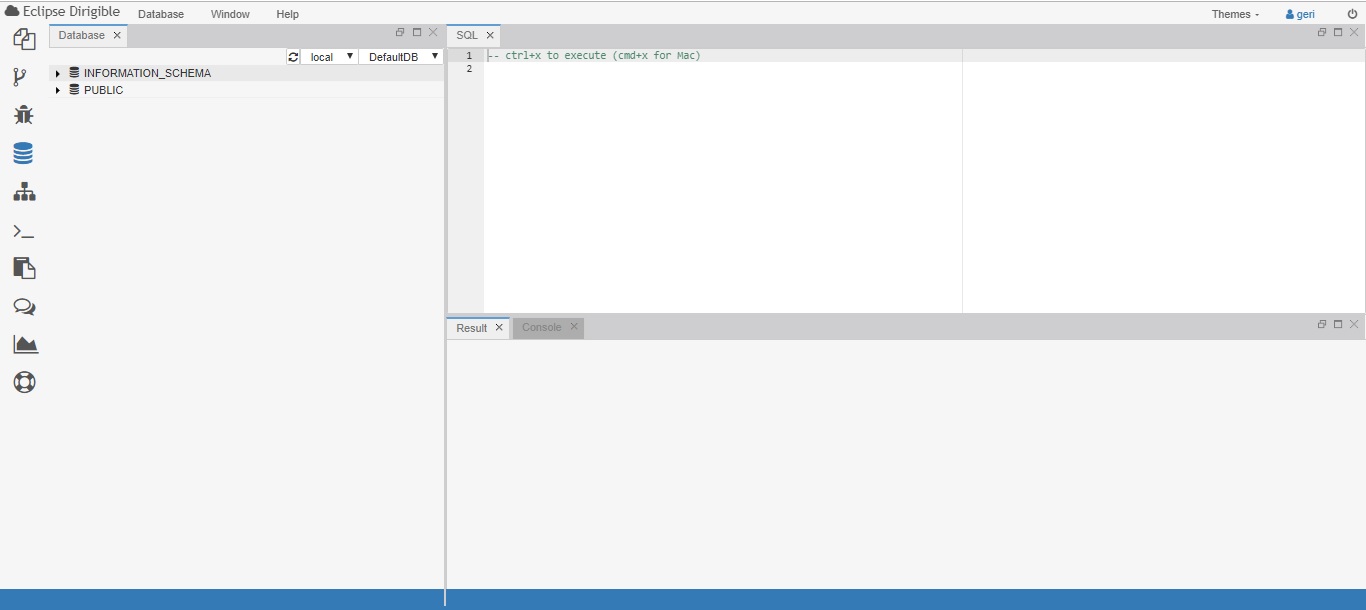 Eclipse Dirigible Database Window Help Themes geri
Database SQL
local DefaultDB
1 -- ctrl+x to execute (cmd+x for Mac)
2
INFORMATION_SCHEMA
PUBLIC
Result Console